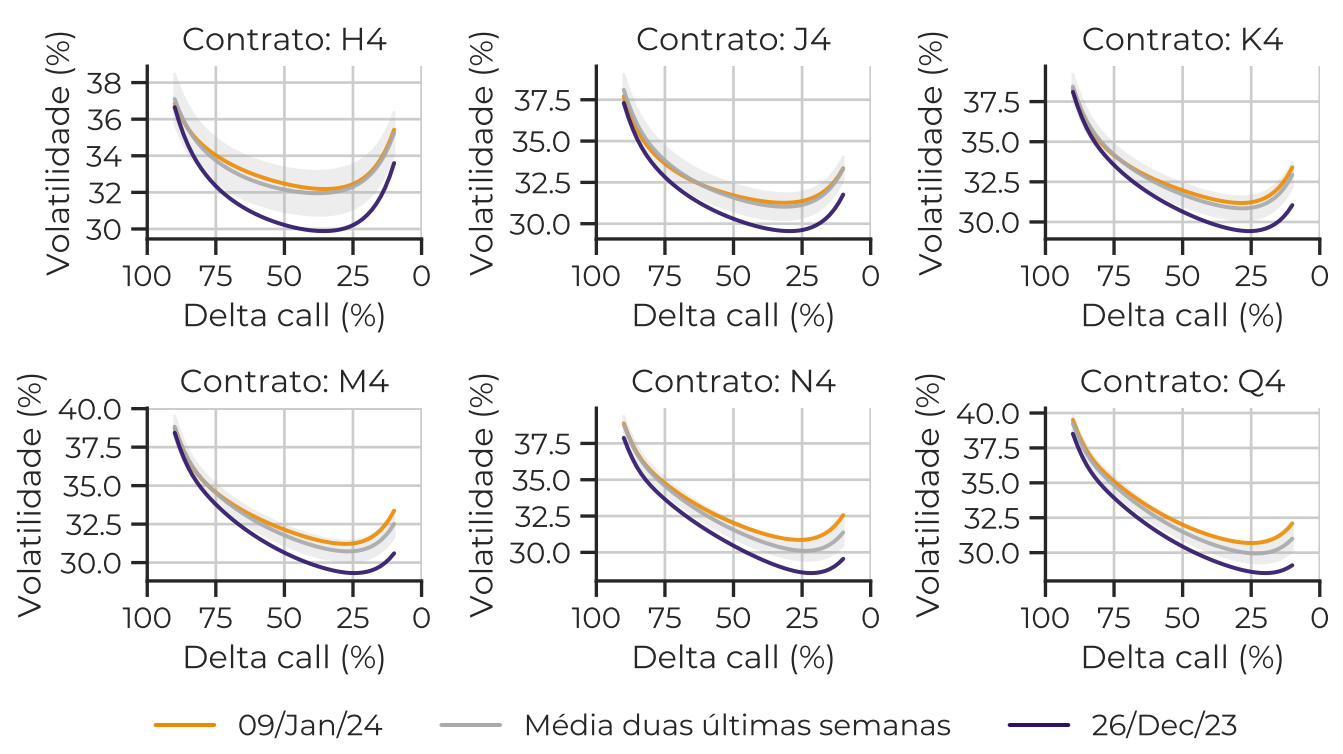 Contrato: H4
Volatilidade (%)
38
36
34
32
30
100 75 50 25 0
Delta call (%)
Contrato: J4
Volatilidade (%)
37.5
35.0
32.5
30.0
100 75 50 25 0
Delta call (%)
Contrato: K4
Volatilidade (%)
37.5
35.0
32.5
30.0
100 75 50 25 0
Delta call (%)
Contrato: M4
Volatilidade (%)
40.0
37.5
35.0
32.5
30.0
100 75 50 25 0
Delta call (%)
Contrato: N4
Volatilidade (%)
37.5
35.0
32.5
30.0
100 75 50 25 0
Delta call (%)
Contrato: Q4
Volatilidade (%)
40.0
37.5
35.0
32.5
30.0
100 75 50 25 0
Delta call (%)
09/Jan/24 Média duas últimas semanas 26/Dec/23